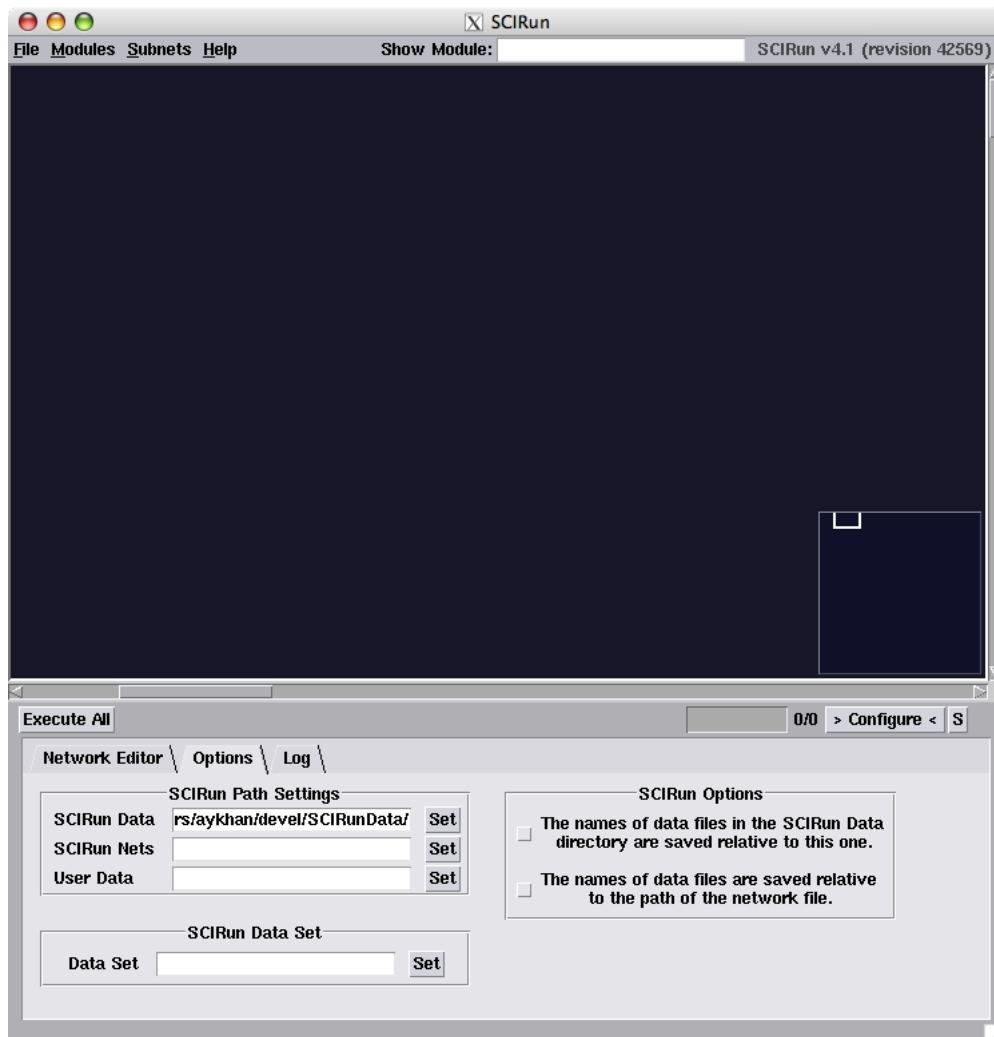 X SCIRun
File Modules Subnets Help Show Module: SCIRun v4.1 (revision 42569)
Execute All 0/0 > Configure < S
Network Editor \ Options \ Log \
SCIRun Path Settings
SCIRun Data rs/aykhan/devel/SCIRunData/ Set
SCIRun Nets Set
User Data Set
SCIRun Data Set
Data Set Set
SCIRun Options
The names of data files in the SCIRun Data
directory are saved relative to this one.
The names of data files are saved relative
to the path of the network file.